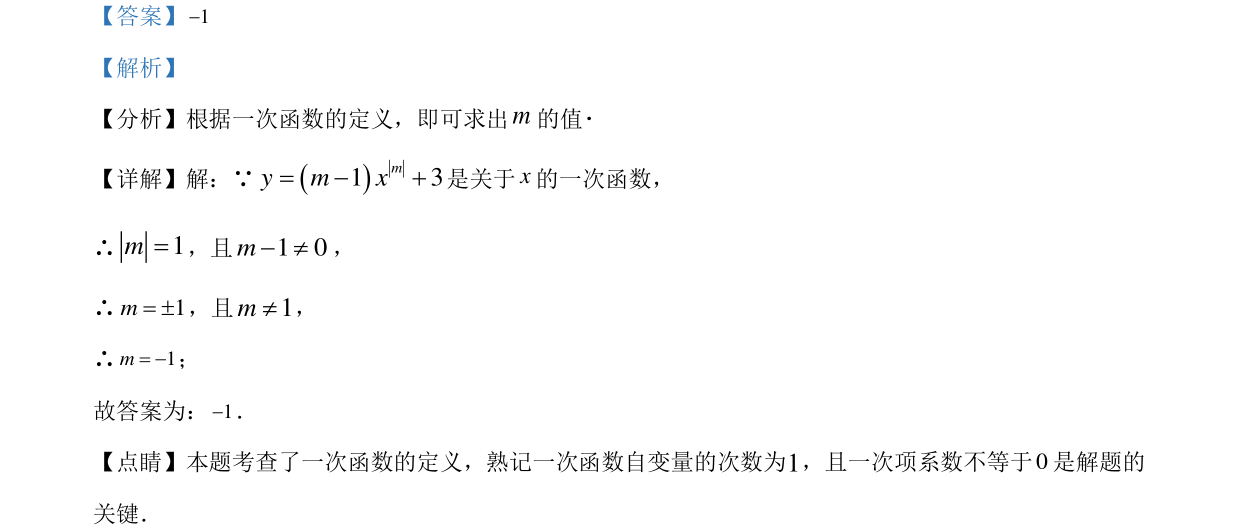 【答案】-1
【解析】
【分析】根据一次函数的定义，即可求出 m 的值·
【详解】解：∵ y=(m−1)x^{|m|}+3是关于 x 的一次函数，
∴|m|=1，且 m−1≠0，
∴ m=±1，且 m≠1，
∴ m=−1；
故答案为：−1．
【点睛】本题考查了一次函数的定义，熟记一次函数自变量的次数为1，且一次项系数不等于 0 是解题的
关键．